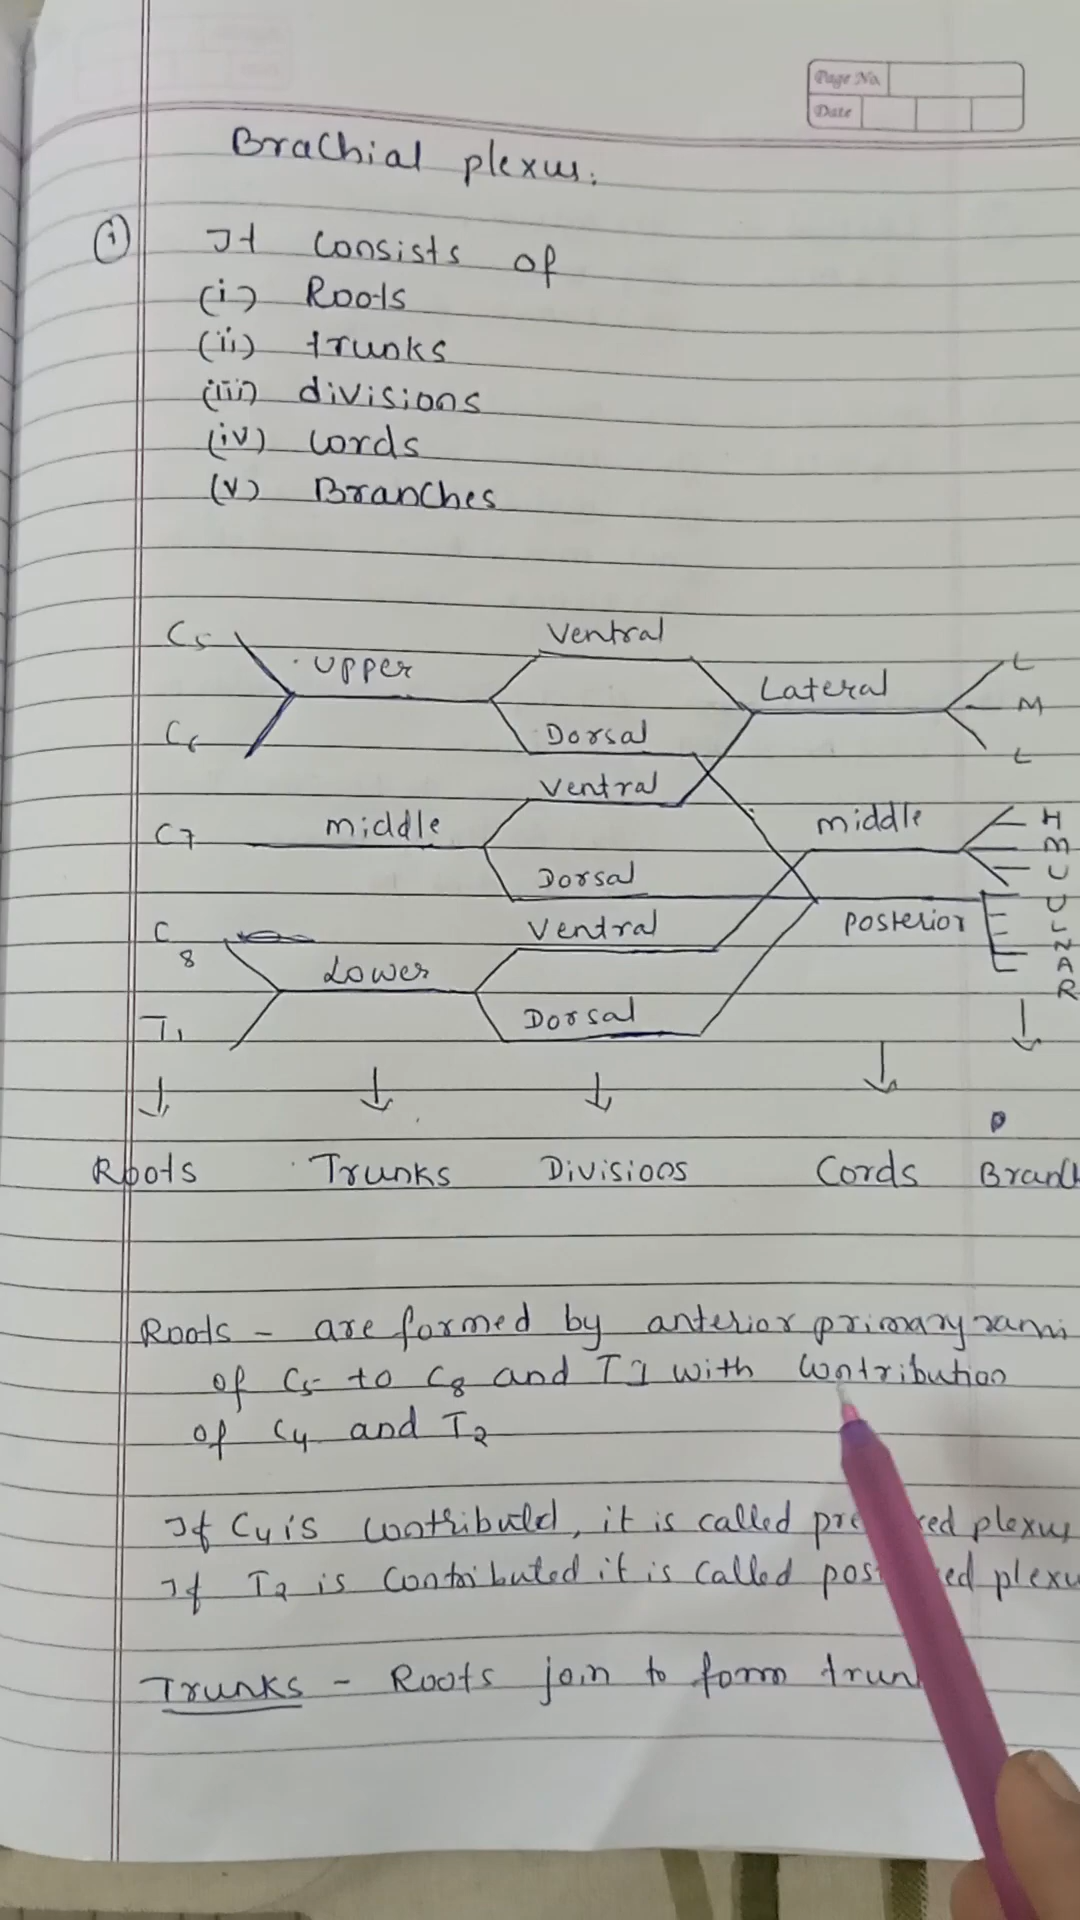 Page No.
Date
Brachial plexus.
① It consists of
(i) Roots
(ii) trunks
(iii) divisions
(iv) cords
(v) Branches
C5 Upper Ventral Lateral L
M
C6 Dorsal L
Ventral
C7 middle middle H
M
Dorsal U
C8 Ventral posterior U
L
Lower N
A
T1 Dorsal R
Roots Trunks Divisions Cords Branch
Roots - are formed by anterior primary rami
of C5 to C8 and T1 with contribution
of C4 and T2
If C4 is contributed, it is called plexus
If T2 is contributed it is called plexu
Trunks - Roots join to form trun